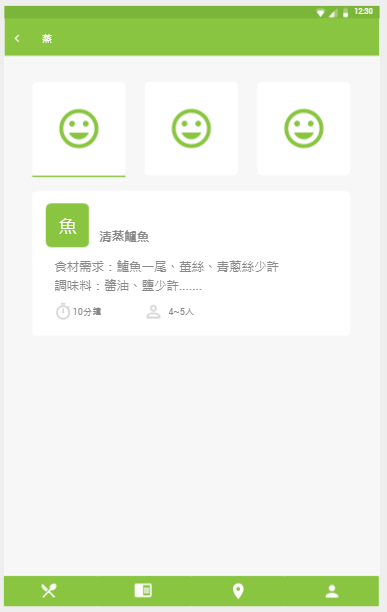 12:30
蒸
魚
清蒸鱸魚
食材需求：鱸魚一尾、薑絲、青蔥絲少許
調味料：醬油、鹽少許.......
10分鐘
4~5人